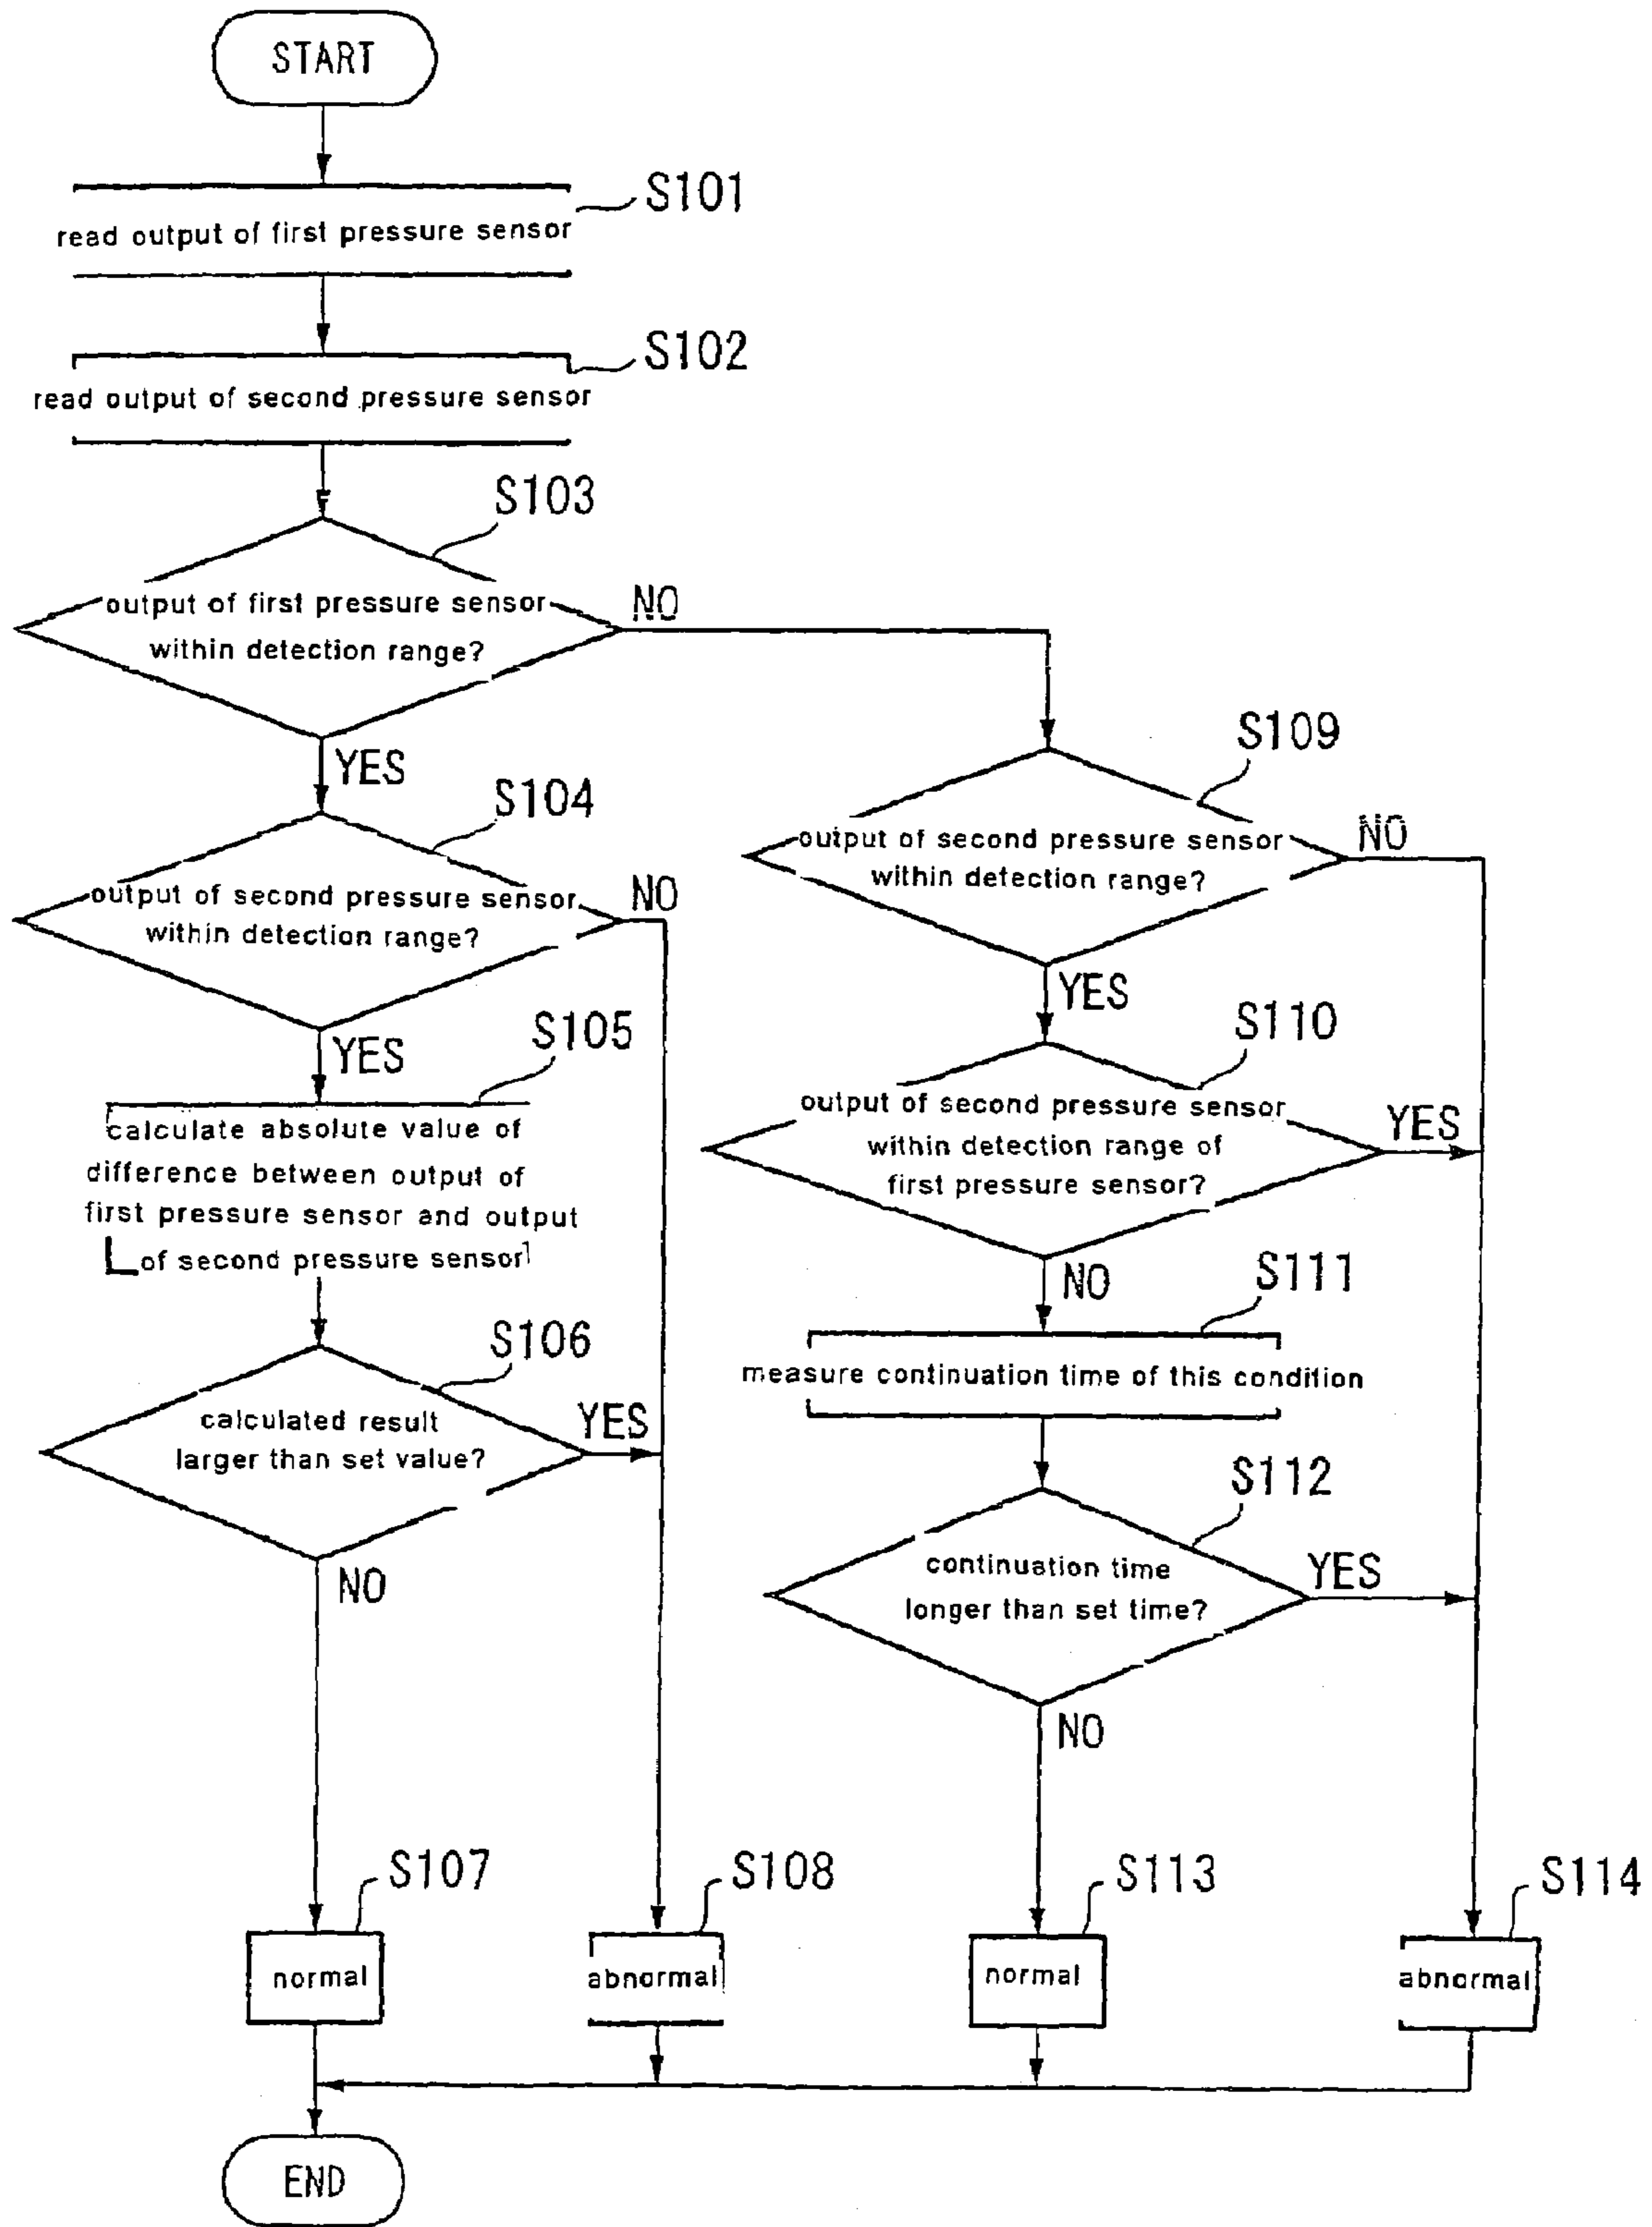 START
S101
read output of first pressure sensor
S102
read output of second pressure sensor
S103
output of first pressure sensor
within detection range?
NO
YES
S104
output of second pressure sensor
within detection range?
NO
YES
S105
calculate absolute value of
difference between output of
first pressure sensor and output
of second pressure sensor
S106
calculated result
larger than set value?
YES
NO
S107
normal
S108
abnormal
S109
output of second pressure sensor
within detection range?
NO
YES
S110
output of second pressure sensor
within detection range of
first pressure sensor?
YES
NO
S111
measure continuation time of this condition
S112
continuation time
longer than set time?
YES
NO
S113
normal
S114
abnormal
END